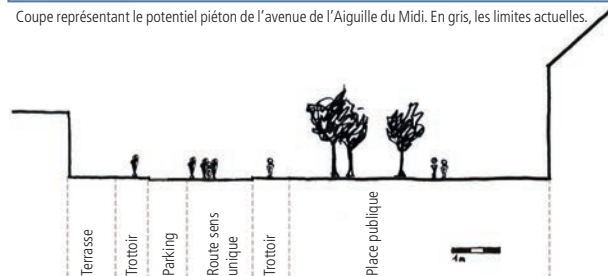 Coupe représentant le potentiel piéton de l’avenue de l’Aiguille du Midi. En gris, les limites actuelles.
Terrasse
Trottoir
Parking
Route sens
unique
Trottoir
Place publique
1m